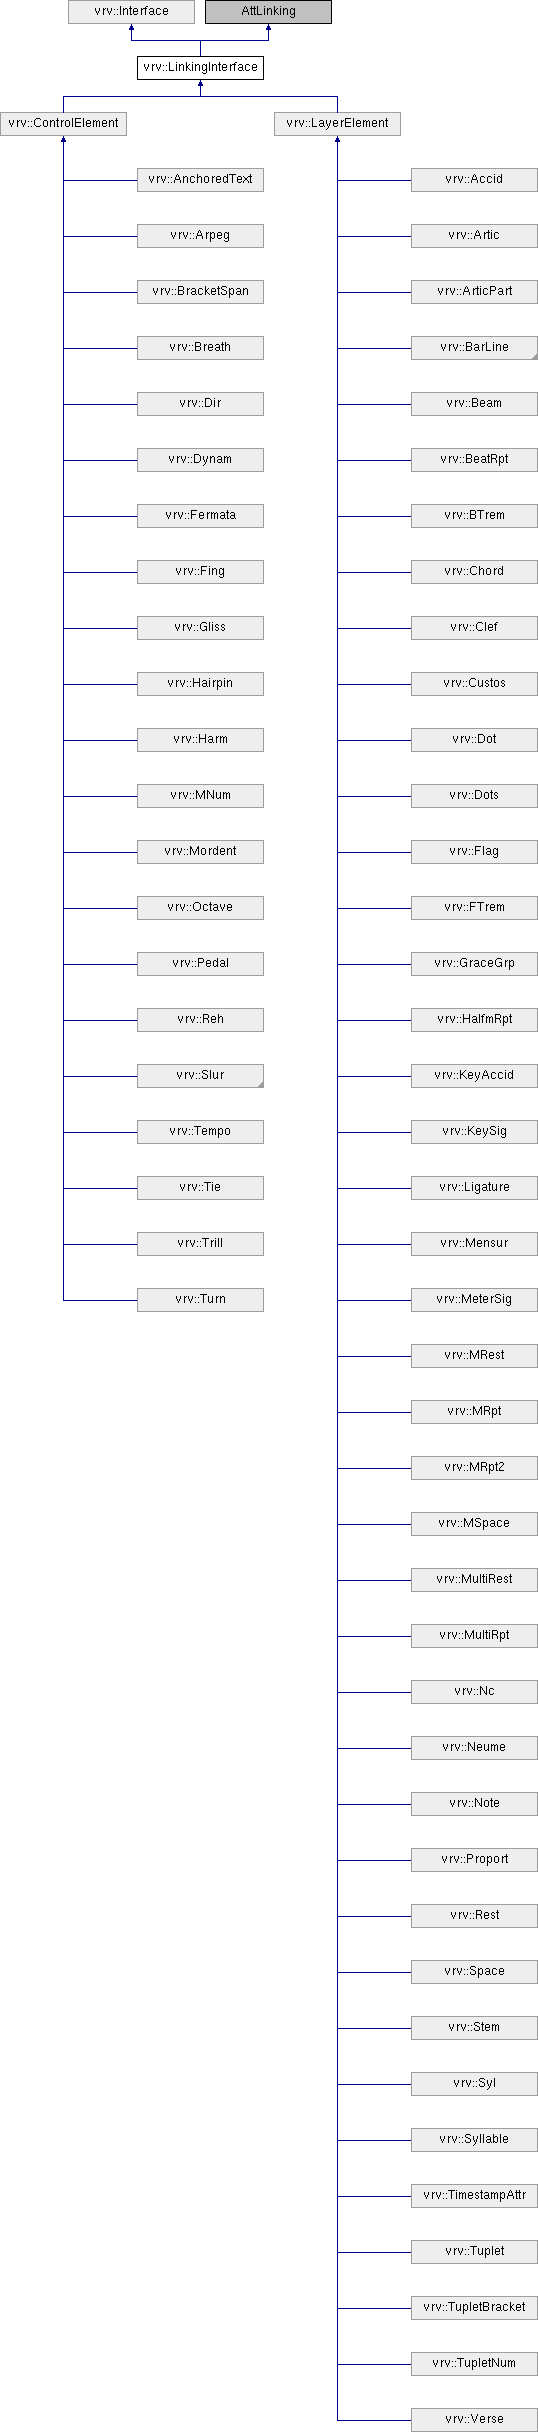 vrv::Interface
AttLinking
vrv::LinkingInterface
vrv::ControlElement
vrv::LayerElement
vrv::AnchoredText
vrv::Accid
vrv::Arpeg
vrv::Artic
vrv::BracketSpan
vrv::ArticPart
vrv::Breath
vrv::BarLine
vrv::Dir
vrv::Beam
vrv::Dynam
vrv::BeatRpt
vrv::Fermata
vrv::BTrem
vrv::Fing
vrv::Chord
vrv::Gliss
vrv::Clef
vrv::Hairpin
vrv::Custos
vrv::Harm
vrv::Dot
vrv::MNum
vrv::Dots
vrv::Mordent
vrv::Flag
vrv::Octave
vrv::FTrem
vrv::Pedal
vrv::GraceGrp
vrv::Reh
vrv::HalfmRpt
vrv::Slur
vrv::KeyAccid
vrv::Tempo
vrv::KeySig
vrv::Tie
vrv::Ligature
vrv::Trill
vrv::Mensur
vrv::Turn
vrv::MeterSig
vrv::MRest
vrv::MRpt
vrv::MRpt2
vrv::MSpace
vrv::MultiRest
vrv::MultiRpt
vrv::Nc
vrv::Neume
vrv::Note
vrv::Proport
vrv::Rest
vrv::Space
vrv::Stem
vrv::Syl
vrv::Syllable
vrv::TimestampAttr
vrv::Tuplet
vrv::TupletBracket
vrv::TupletNum
vrv::Verse